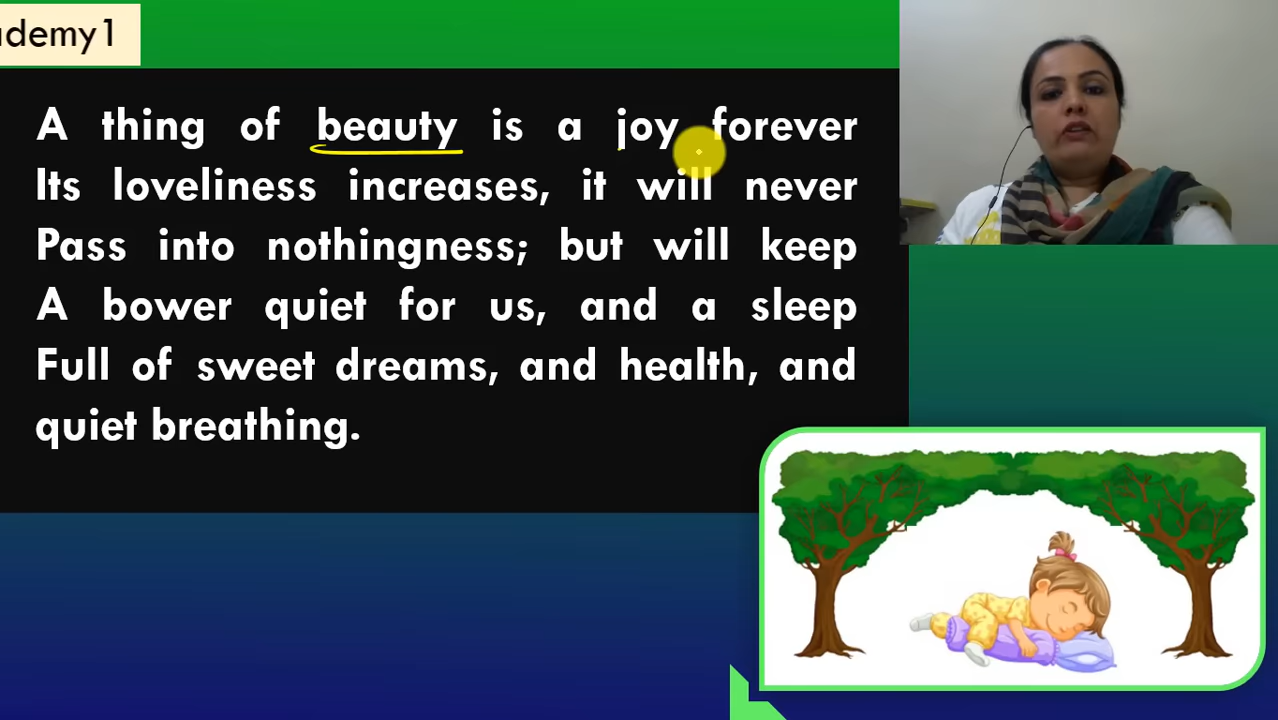 ademy1
A thing of beauty is a joy forever
Its loveliness increases, it will never
Pass into nothingness; but will keep
A bower quiet for us, and a sleep
Full of sweet dreams, and health, and
quiet breathing.